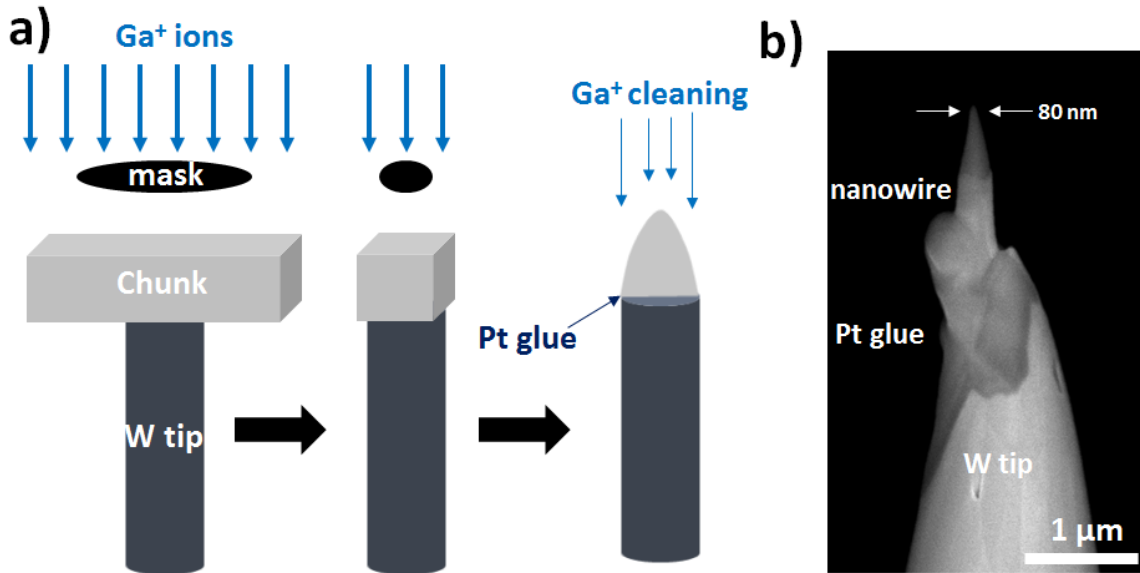 a)
Ga⁺ ions
mask
Chunk
W tip
Ga⁺ cleaning
Pt glue
b)
80 nm
nanowire
Pt glue
W tip
1 μm